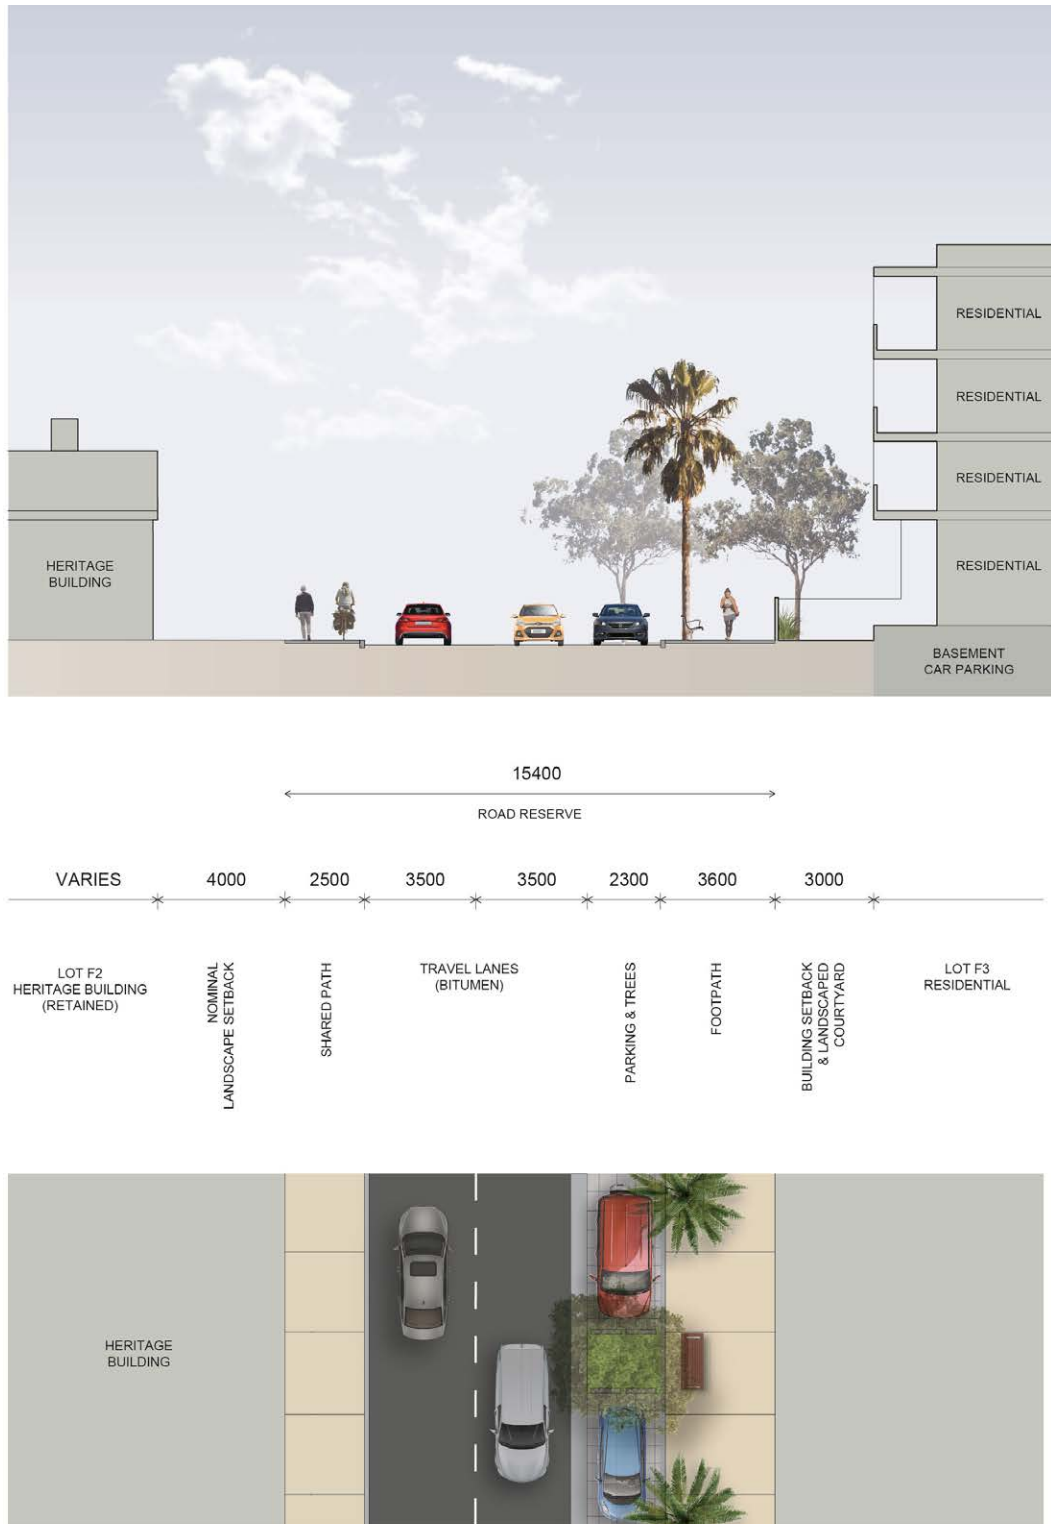 RESIDENTIAL
RESIDENTIAL
RESIDENTIAL
HERITAGE
BUILDING
RESIDENTIAL
BASEMENT
CAR PARKING
15400
ROAD RESERVE
VARIES
4000
2500
3500
3500
2300
3600
3000
LOT F2
HERITAGE BUILDING
(RETAINED)
NOMINAL
LANDSCAPE SETBACK
SHARED PATH
TRAVEL LANES
(BITUMEN)
PARKING & TREES
FOOTPATH
BUILDING SETBACK
& LANDSCAPED
COURTYARD
LOT F3
RESIDENTIAL
HERITAGE
BUILDING